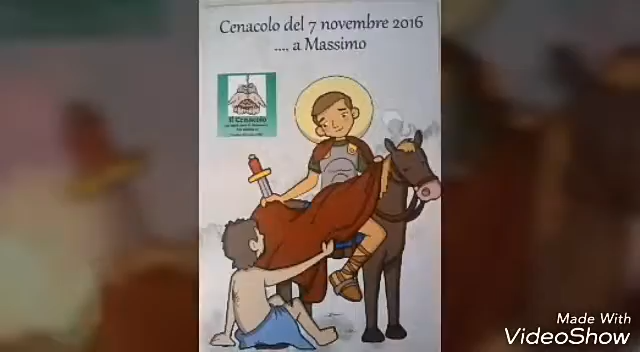 Cenacolo del 7 novembre 2016
.... a Massimo
Il Cenacolo
Made With
VideoShow